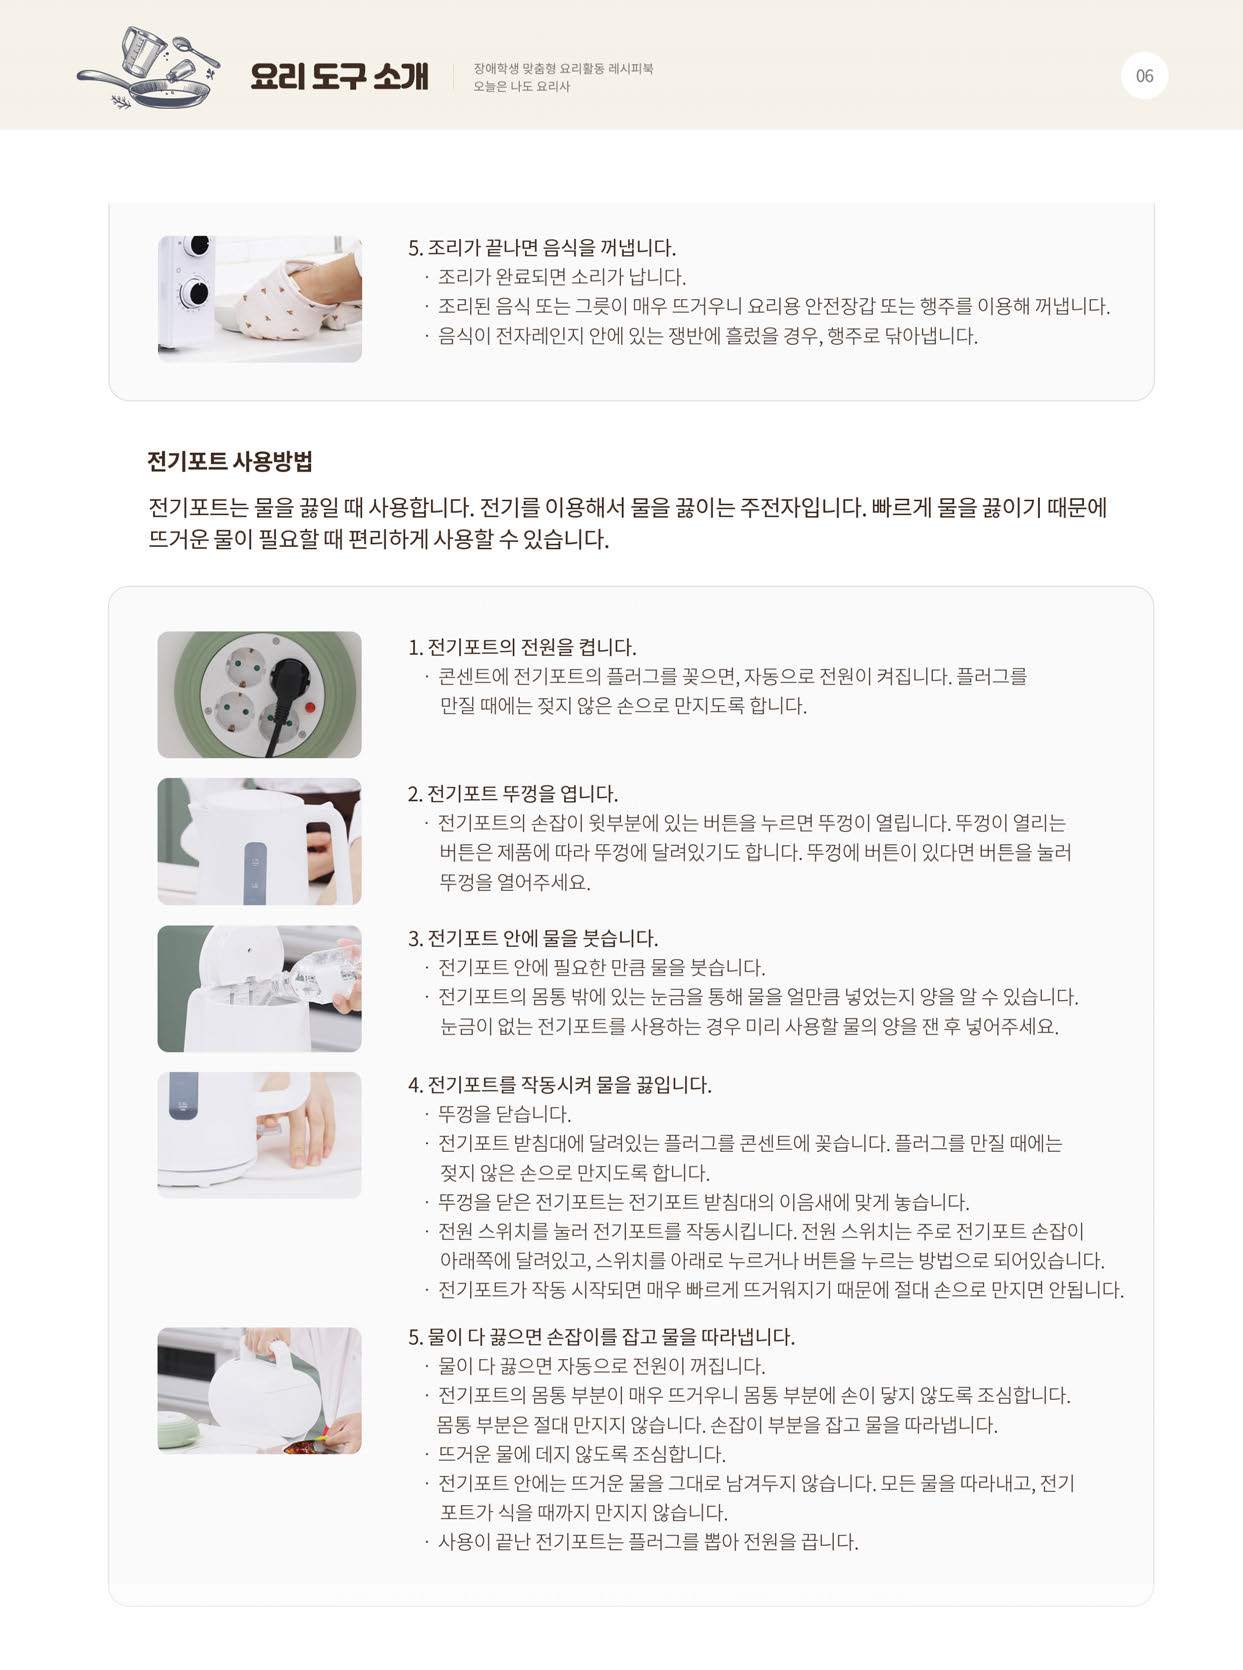 요리 도구 소개
장애학생 맞춤형 요리활동 레시피북
오늘은 나도 요리사
06
5. 조리가 끝나면 음식을 꺼냅니다.
· 조리가 완료되면 소리가 납니다.
· 조리된 음식 또는 그릇이 매우 뜨거우니 요리용 안전장갑 또는 행주를 이용해 꺼냅니다.
· 음식이 전자레인지 안에 있는 쟁반에 흘렀을 경우, 행주로 닦아냅니다.
전기포트 사용방법
전기포트는 물을 끓일 때 사용합니다. 전기를 이용해서 물을 끓이는 주전자입니다. 빠르게 물을 끓이기 때문에
뜨거운 물이 필요할 때 편리하게 사용할 수 있습니다.
1. 전기포트의 전원을 켭니다.
· 콘센트에 전기포트의 플러그를 꽂으면, 자동으로 전원이 켜집니다. 플러그를
만질 때에는 젖지 않은 손으로 만지도록 합니다.
2. 전기포트 뚜껑을 엽니다.
· 전기포트의 손잡이 윗부분에 있는 버튼을 누르면 뚜껑이 열립니다. 뚜껑이 열리는
버튼은 제품에 따라 뚜껑에 달려있기도 합니다. 뚜껑에 버튼이 있다면 버튼을 눌러
뚜껑을 열어주세요.
3. 전기포트 안에 물을 붓습니다.
· 전기포트 안에 필요한 만큼 물을 붓습니다.
· 전기포트의 몸통 밖에 있는 눈금을 통해 물을 얼만큼 넣었는지 양을 알 수 있습니다.
눈금이 없는 전기포트를 사용하는 경우 미리 사용할 물의 양을 잰 후 넣어주세요.
4. 전기포트를 작동시켜 물을 끓입니다.
· 뚜껑을 닫습니다.
· 전기포트 받침대에 달려있는 플러그를 콘센트에 꽂습니다. 플러그를 만질 때에는
젖지 않은 손으로 만지도록 합니다.
· 뚜껑을 닫은 전기포트는 전기포트 받침대의 이음새에 맞게 놓습니다.
· 전원 스위치를 눌러 전기포트를 작동시킵니다. 전원 스위치는 주로 전기포트 손잡이
아래쪽에 달려있고, 스위치를 아래로 누르거나 버튼을 누르는 방법으로 되어있습니다.
· 전기포트가 작동 시작되면 매우 빠르게 뜨거워지기 때문에 절대 손으로 만지면 안됩니다.
5. 물이 다 끓으면 손잡이를 잡고 물을 따라냅니다.
· 물이 다 끓으면 자동으로 전원이 꺼집니다.
· 전기포트의 몸통 부분이 매우 뜨거우니 몸통 부분에 손이 닿지 않도록 조심합니다.
몸통 부분은 절대 만지지 않습니다. 손잡이 부분을 잡고 물을 따라냅니다.
· 뜨거운 물에 데지 않도록 조심합니다.
· 전기포트 안에는 뜨거운 물을 그대로 남겨두지 않습니다. 모든 물을 따라내고, 전기
포트가 식을 때까지 만지지 않습니다.
· 사용이 끝난 전기포트는 플러그를 뽑아 전원을 끕니다.